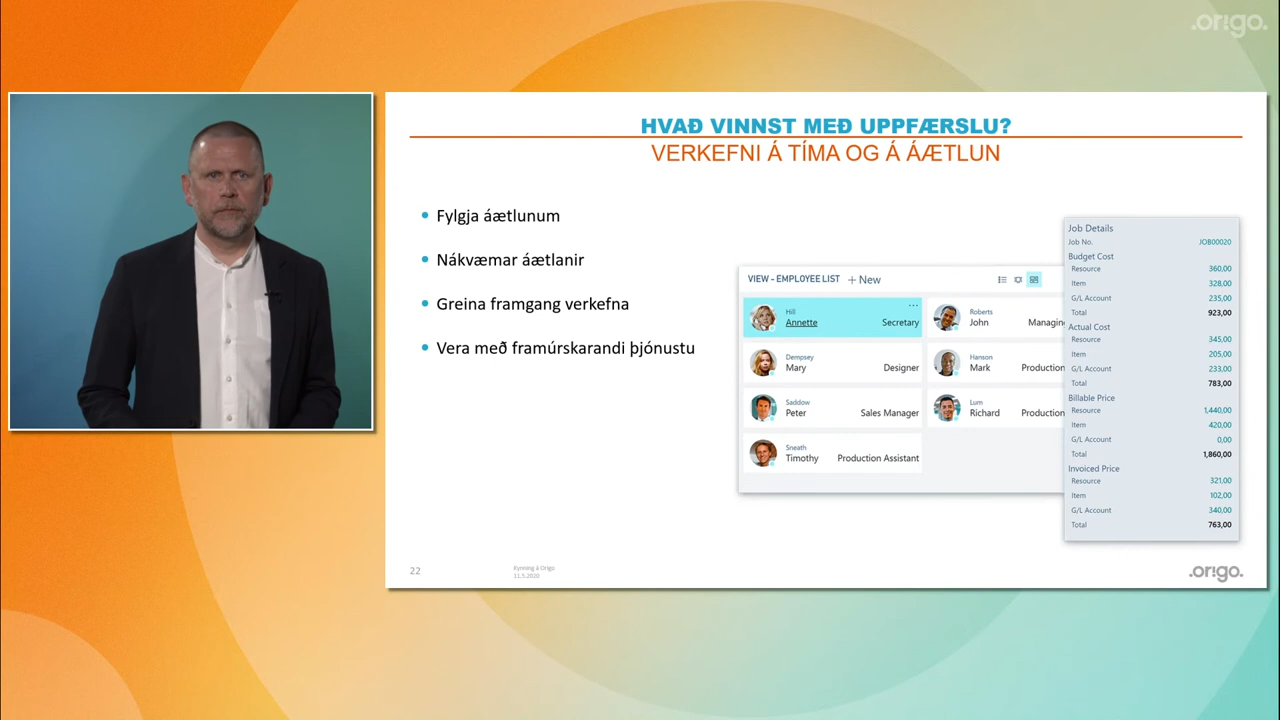 .origo.
HVAÐ VINNST MEÐ UPPFÆRSLU?
VERKEFNI Á TÍMA OG Á ÁÆTLUN
• Fylgja áætlunum
• Nákvæmar áætlanir
• Greina framgang verkefna
• Vera með framúrskarandi þjónustu
VIEW - EMPLOYEE LIST + New
Hill
Annette Secretary
Roberts
John Managing
Dempsey
Mary Designer
Hanson
Mark Production
Saddow
Peter Sales Manager
Lum
Richard Production
Sneath
Timothy Production Assistant
Job Details
Job No. JOB00020
Budget Cost
Resource 360,00
Item 328,00
G/L Account 235,00
Total 923,00
Actual Cost
Resource 345,00
Item 205,00
G/L Account 233,00
Total 783,00
Billable Price
Resource 1,440,00
Item 420,00
G/L Account 0,00
Total 1,860,00
Invoiced Price
Resource 321,00
Item 102,00
G/L Account 340,00
Total 763,00
22
Kynning á Origo
11.5.2020
.origo.